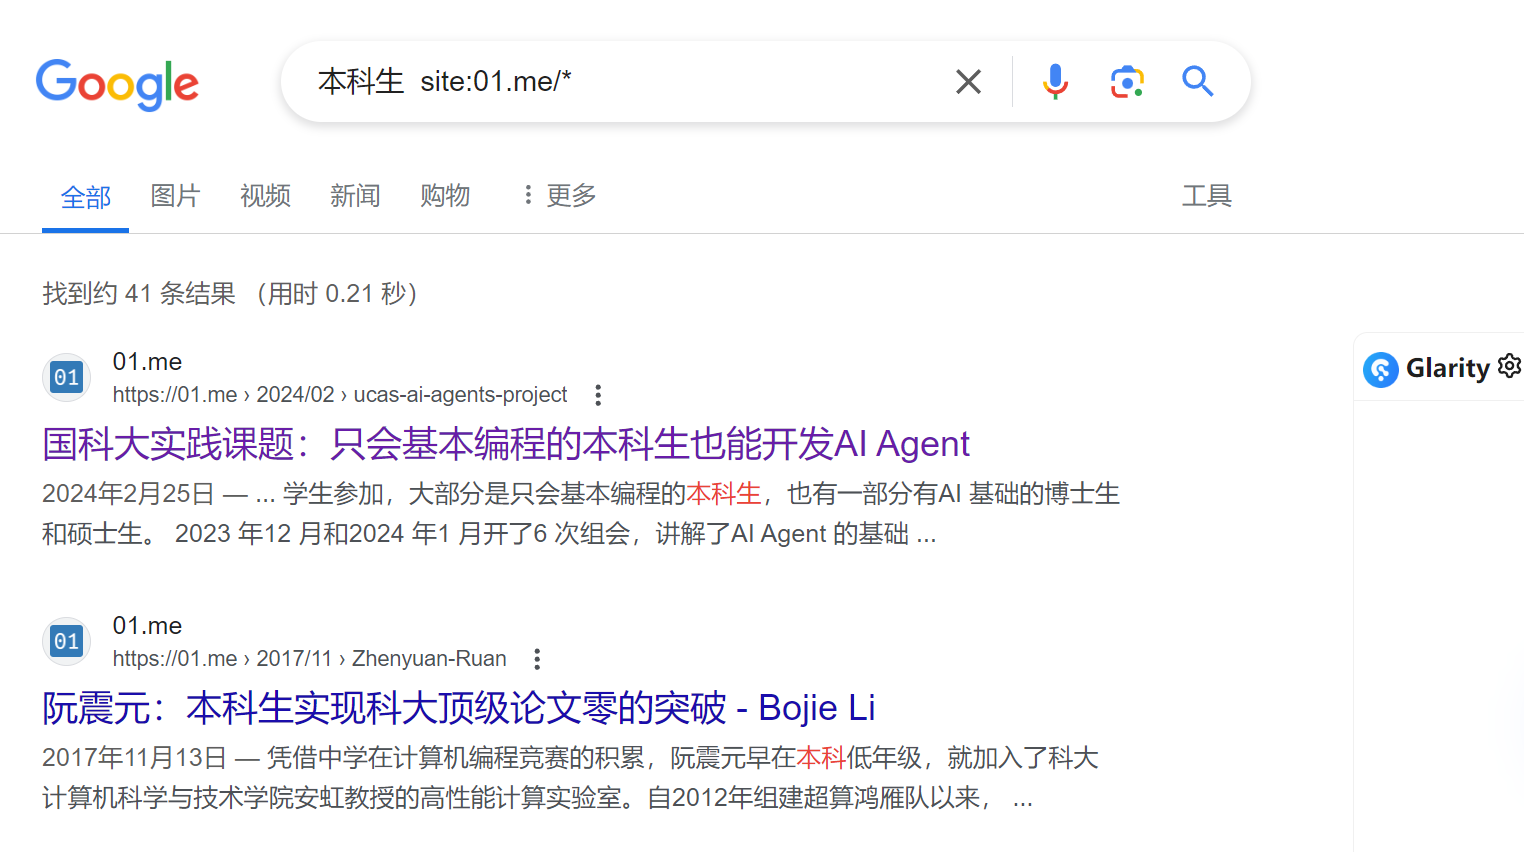 Google
本科生 site:01.me/*
全部 图片 视频 新闻 购物 更多 工具
找到约 41 条结果 （用时 0.21 秒）
01
01.me
https://01.me › 2024/02 › ucas-ai-agents-project
国科大实践课题：只会基本编程的本科生也能开发AI Agent
2024年2月25日 — ... 学生参加，大部分是只会基本编程的本科生，也有一部分有AI 基础的博士生
和硕士生。 2023 年12 月和2024 年1 月开了6 次组会，讲解了AI Agent 的基础 ...
01
01.me
https://01.me › 2017/11 › Zhenyuan-Ruan
阮震元：本科生实现科大顶级论文零的突破 - Bojie Li
2017年11月13日 — 凭借中学在计算机编程竞赛的积累，阮震元早在本科低年级，就加入了科大
计算机科学与技术学院安虹教授的高性能计算实验室。自2012年组建超算鸿雁队以来， ...
Glarity